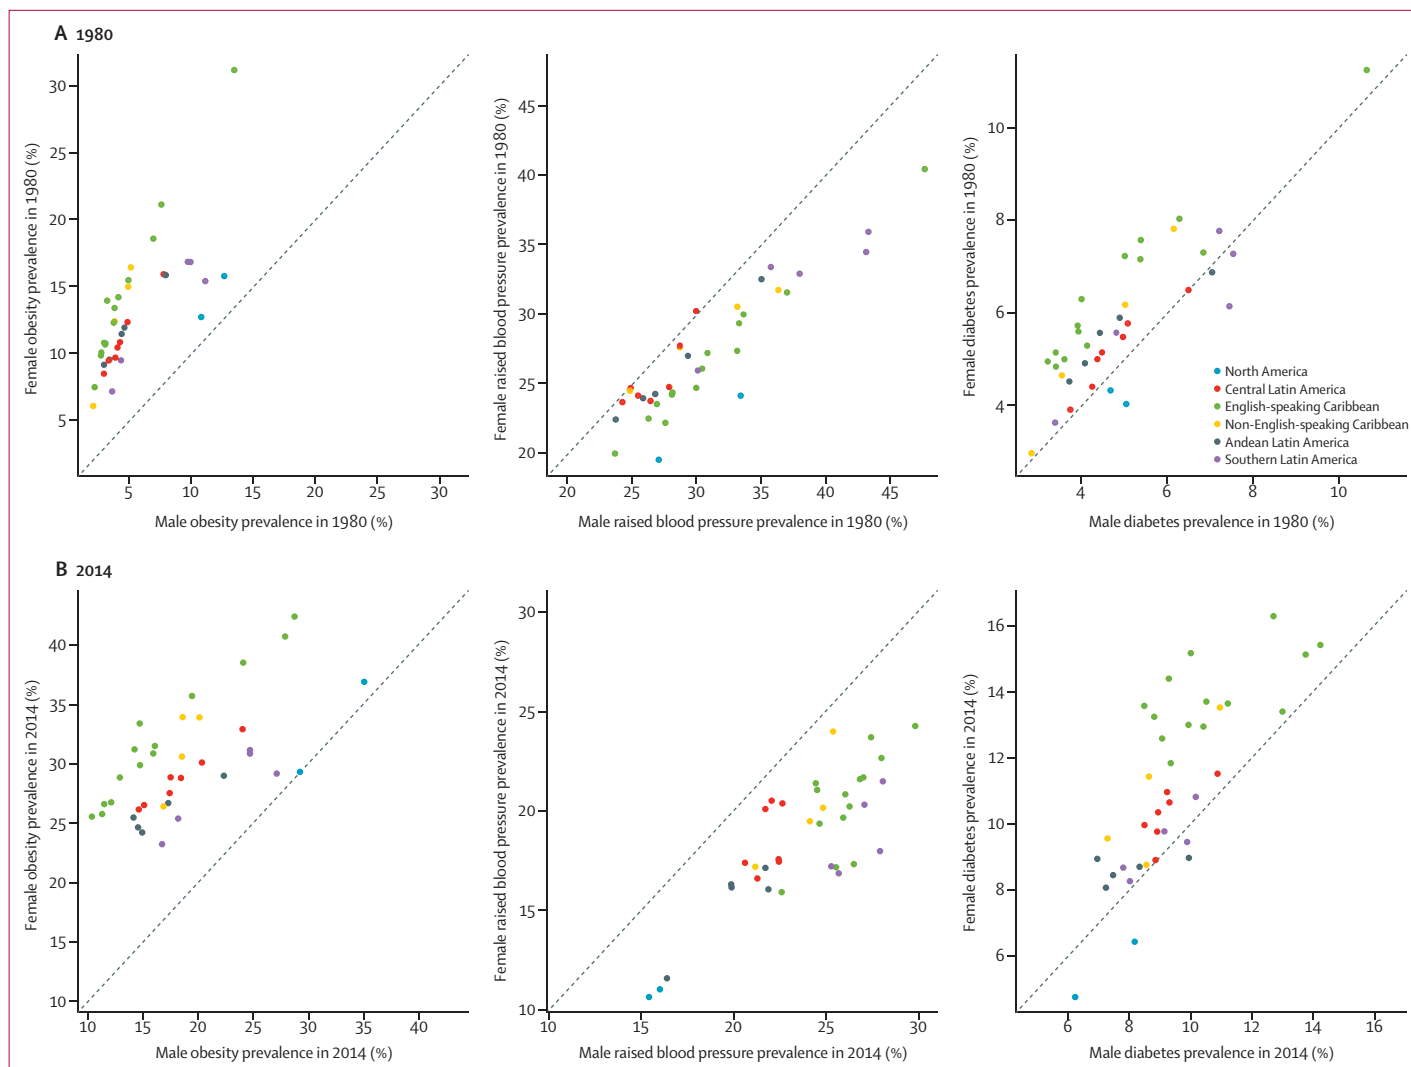 A 1980
Female obesity prevalence in 1980 (%)
30
25
20
15
10
5
5 10 15 20 25 30
Male obesity prevalence in 1980 (%)
Female raised blood pressure prevalence in 1980 (%)
45
40
35
30
25
20
20 25 30 35 40 45
Male raised blood pressure prevalence in 1980 (%)
Female diabetes prevalence in 1980 (%)
10
8
6
4
4 6 8 10
Male diabetes prevalence in 1980 (%)
North America
Central Latin America
English-speaking Caribbean
Non-English-speaking Caribbean
Andean Latin America
Southern Latin America
B 2014
Female obesity prevalence in 2014 (%)
40
35
30
25
20
15
10
10 15 20 25 30 35 40
Male obesity prevalence in 2014 (%)
Female raised blood pressure prevalence in 2014 (%)
30
25
20
15
10
10 15 20 25 30
Male raised blood pressure prevalence in 2014 (%)
Female diabetes prevalence in 2014 (%)
16
14
12
10
8
6
6 8 10 12 14 16
Male diabetes prevalence in 2014 (%)